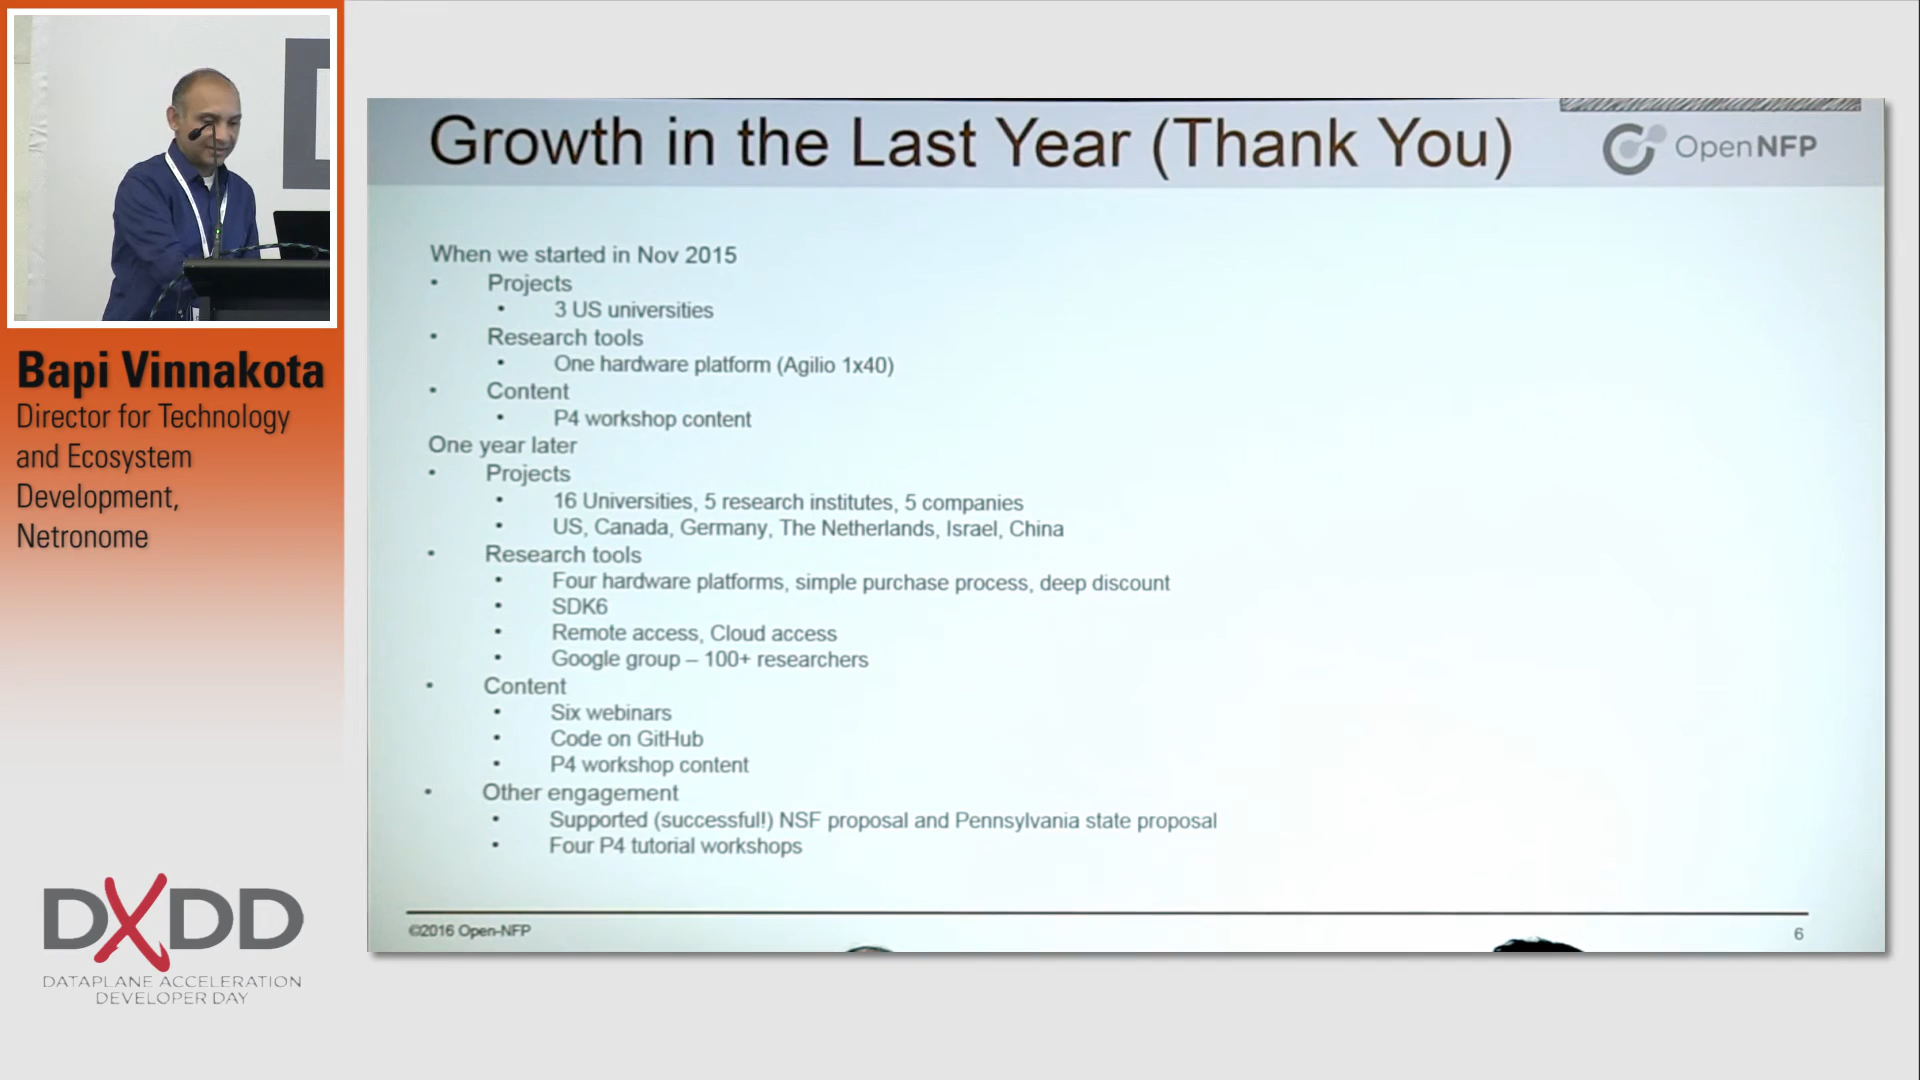 Bapi Vinnakota
Director for Technology
and Ecosystem
Development,
Netronome
DXDD
DATAPLANE ACCELERATION
DEVELOPER DAY
Growth in the Last Year (Thank You)
OpenNFP
When we started in Nov 2015
• Projects
• 3 US universities
• Research tools
• One hardware platform (Agilio 1x40)
• Content
• P4 workshop content
One year later
• Projects
• 16 Universities, 5 research institutes, 5 companies
• US, Canada, Germany, The Netherlands, Israel, China
• Research tools
• Four hardware platforms, simple purchase process, deep discount
• SDK6
• Remote access, Cloud access
• Google group – 100+ researchers
• Content
• Six webinars
• Code on GitHub
• P4 workshop content
• Other engagement
• Supported (successful!) NSF proposal and Pennsylvania state proposal
• Four P4 tutorial workshops
©2016 Open-NFP
6